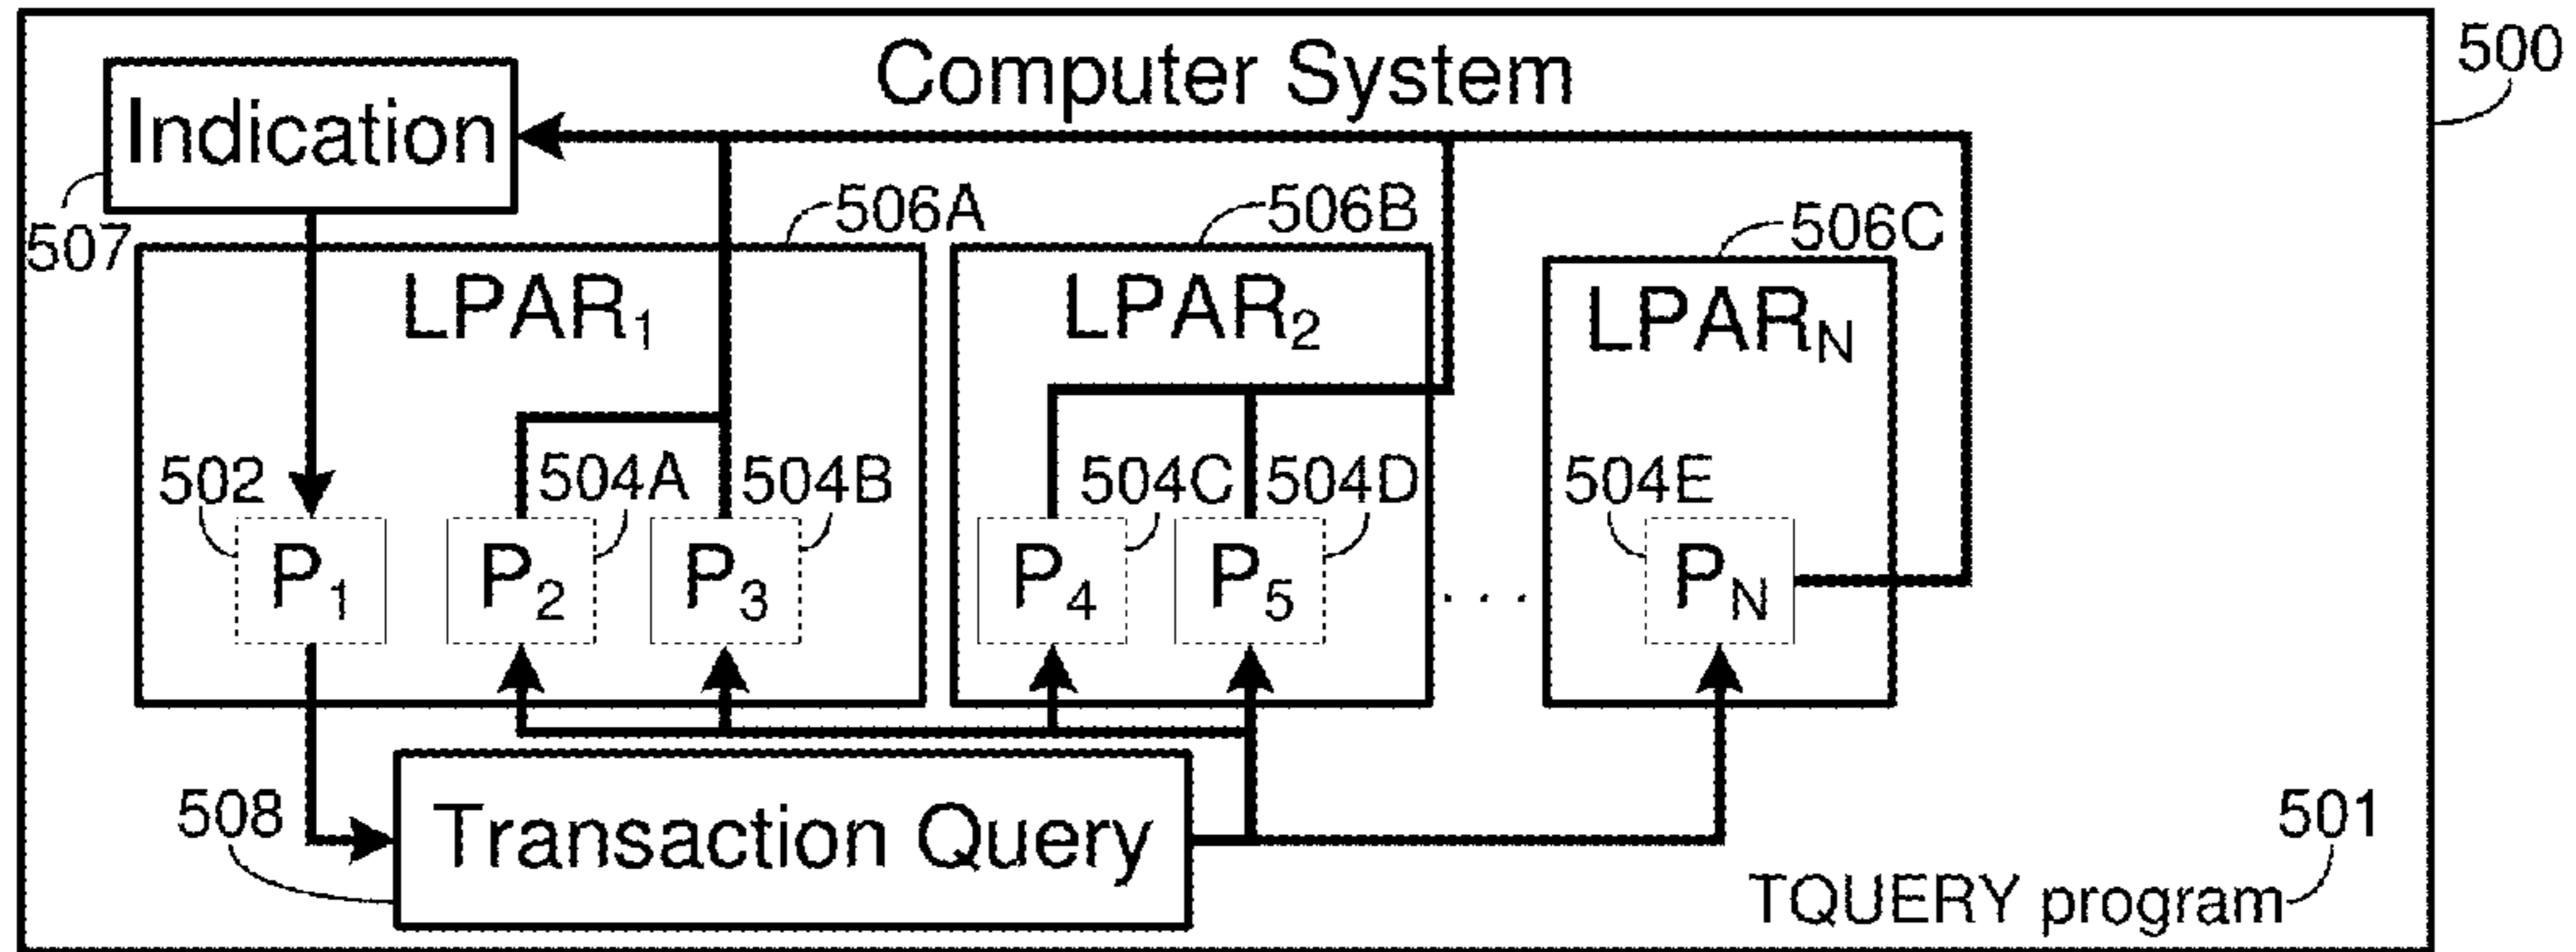 Computer System
500
Indication
507
506A
506B
506C
LPAR1
LPAR2
LPARN
502
504A
504B
504C
504D
504E
P1
P2
P3
P4
P5
. . .
PN
508
Transaction Query
501
TQUERY program